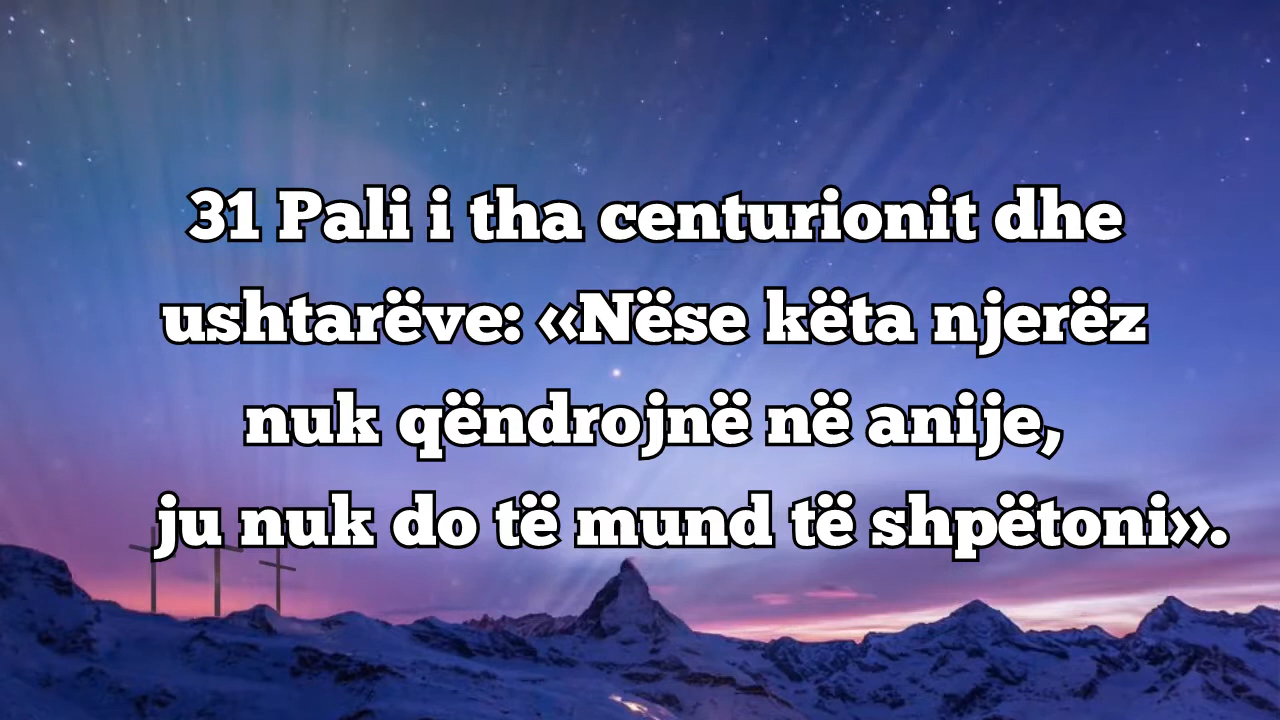 31 Pali i tha centurionit dhe
ushtarëve: «Nëse këta njerëz
nuk qëndrojnë në anije,
ju nuk do të mund të shpëtoni».